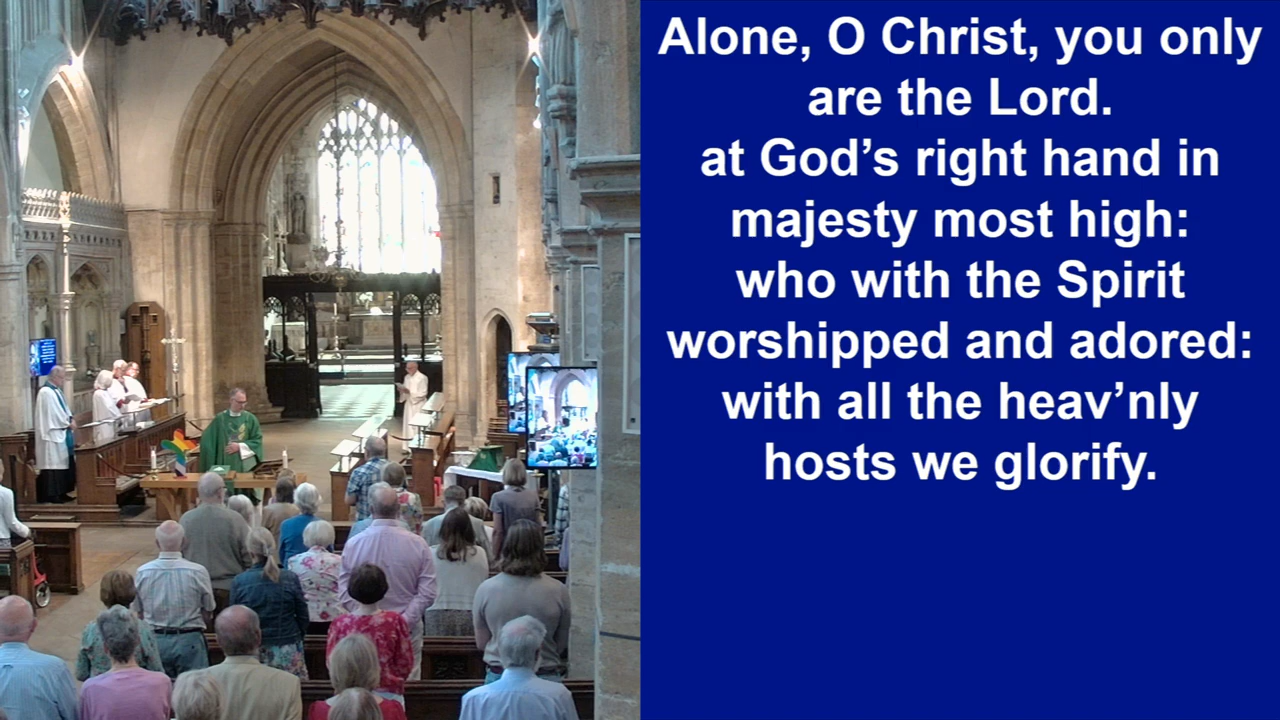 Alone, O Christ, you only
are the Lord.
at God’s right hand in
majesty most high:
who with the Spirit
worshipped and adored:
with all the heav’nly
hosts we glorify.